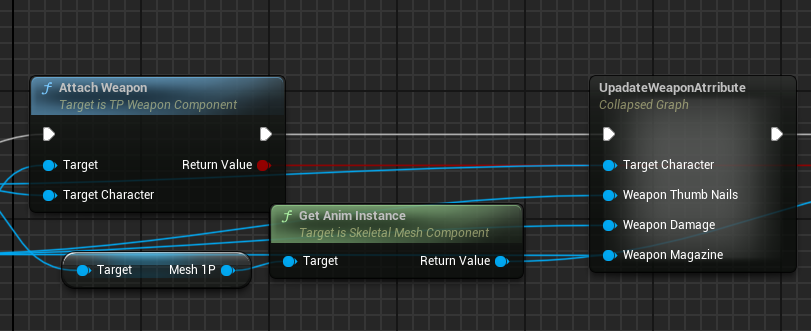 f Attach Weapon
Target is TP Weapon Component
Target Return Value
Target Character
UpadateWeaponAtrribute
Collapsed Graph
Target Character
Weapon Thumb Nails
Weapon Damage
Weapon Magazine
f Get Anim Instance
Target is Skeletal Mesh Component
Target Return Value
Target Mesh 1P